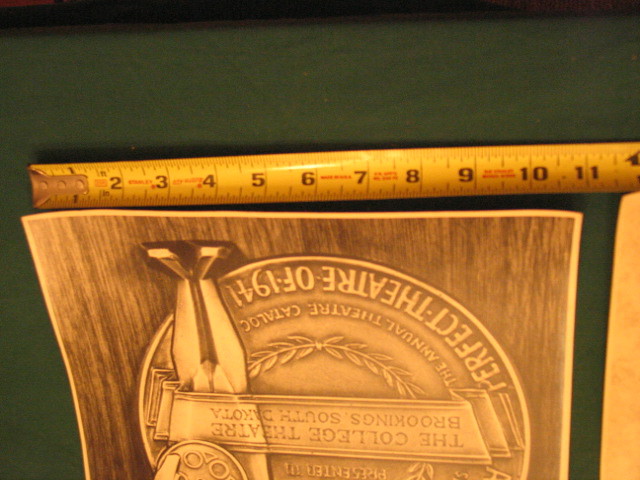 2 3 4 5 6 7 8 9 10 11
PRESENTED TO
THE COLLEGE THEATRE
BROOKINGS, SOUTH DAKOTA
THE ANNUAL THEATRE CATALOG
PERFECT·THEATRE·OF·1941